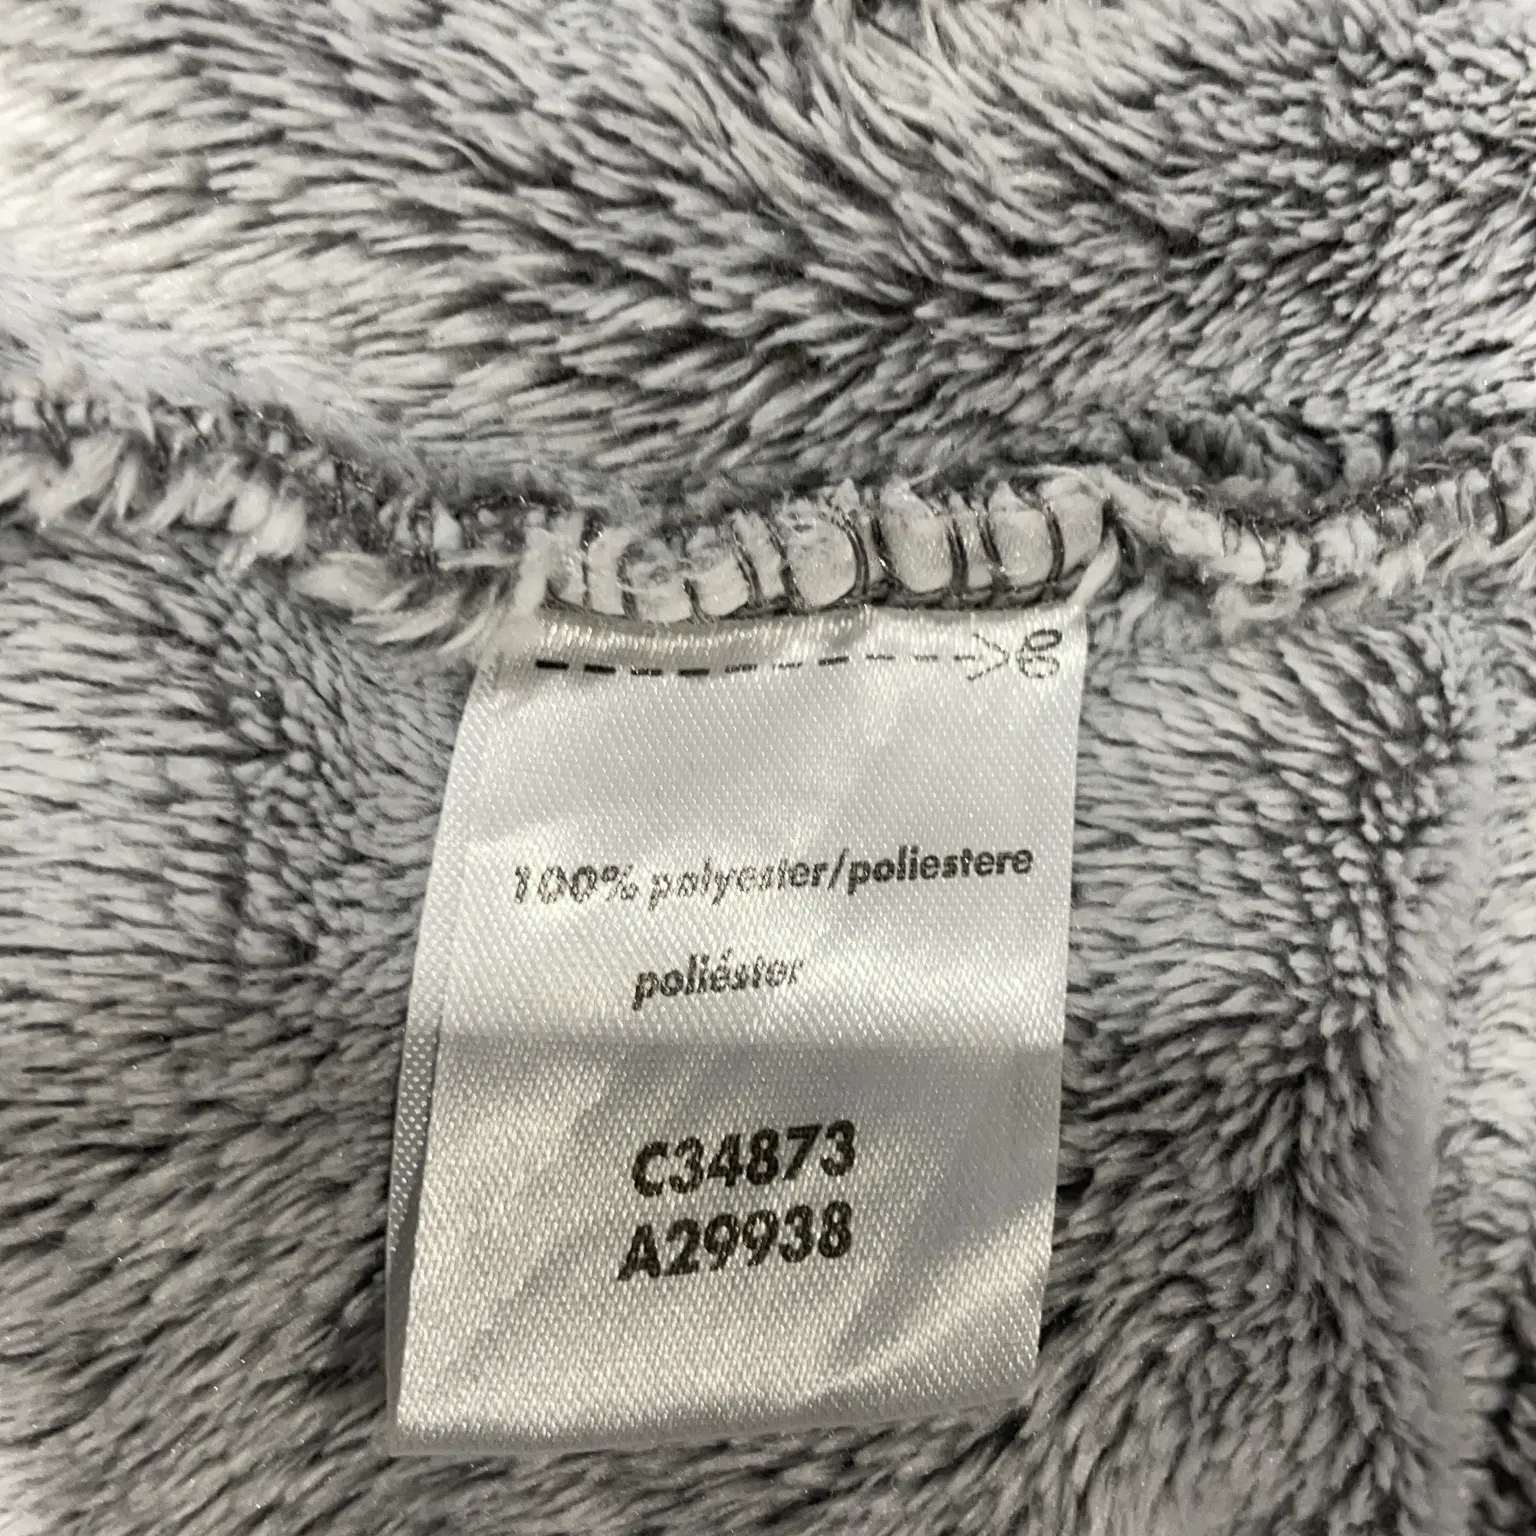 100% polyester/poliestere
poliéster
C34873
A29938